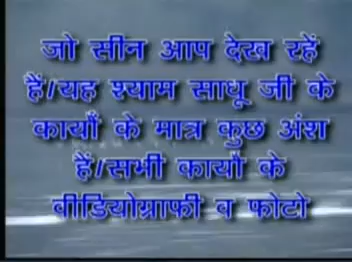 जो सीन आप देख रहें
हैं/यह श्याम साधू जी के
कार्यों के मात्र कुछ अंश
हैं/सभी कार्यो के
वीडियोग्राफी व फोटो